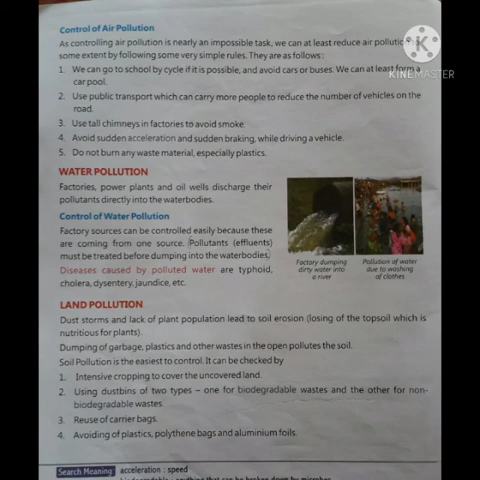 Control of Air Pollution
As controlling air pollution is nearly an impossible task, we can at least reduce air pollution
some extent by following some very simple rules. They are as follows:
1. We can go to school by cycle if it is possible, and avoid cars or buses. We can at least form a
car pool.
2. Use public transport which can carry more people to reduce the number of vehicles on the
road.
3. Use tall chimneys in factories to avoid smoke.
4. Avoid sudden acceleration and sudden braking, while driving a vehicle.
5. Do not burn any waste material, especially plastics.
WATER POLLUTION
Factories, power plants and oil wells discharge their
pollutants directly into the waterbodies.
Control of Water Pollution
Factory sources can be controlled easily because these
are coming from one source. Pollutants (effluents)
must be treated before dumping into the waterbodies.
Diseases caused by polluted water are typhoid,
cholera, dysentery, jaundice, etc.
Factory dumping
dirty water into
a river
Pollution of water
due to washing
of clothes
LAND POLLUTION
Dust storms and lack of plant population lead to soil erosion (losing of the topsoil which is
nutritious for plants).
Dumping of garbage, plastics and other wastes in the open pollutes the soil.
Soil Pollution is the easiest to control. It can be checked by
1. Intensive cropping to cover the uncovered land.
2. Using dustbins of two types – one for biodegradable wastes and the other for non-
biodegradable wastes
3. Reuse of carrier bags.
4. Avoiding of plastics, polythene bags and aluminium foils.
Search Meaning acceleration : speed
biodegradable : anything that can be broken down by microbes
K
KINEMASTER